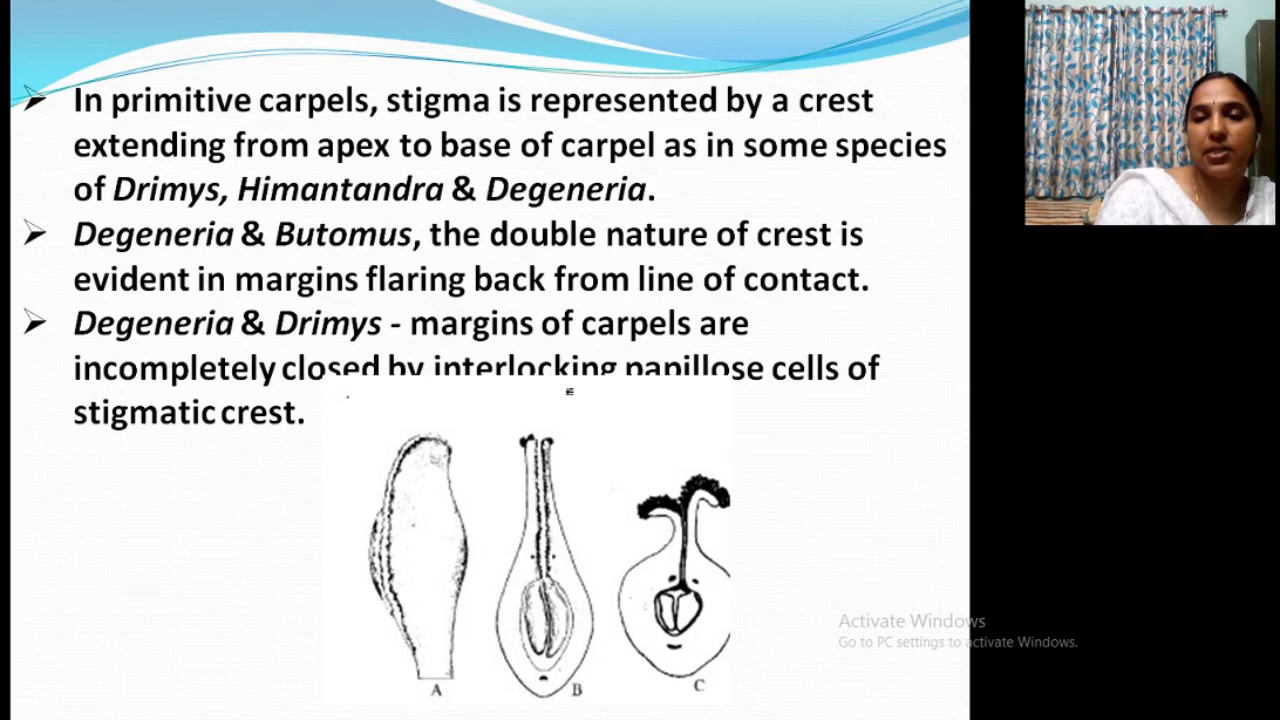 In primitive carpels, stigma is represented by a crest
extending from apex to base of carpel as in some species
of Drimys, Himantandra & Degeneria.
Degeneria & Butomus, the double nature of crest is
evident in margins flaring back from line of contact.
Degeneria & Drimys - margins of carpels are
incompletely closed by interlocking papillose cells of
stigmatic crest.
A
B
C
Activate Windows
Go to PC settings to activate Windows.